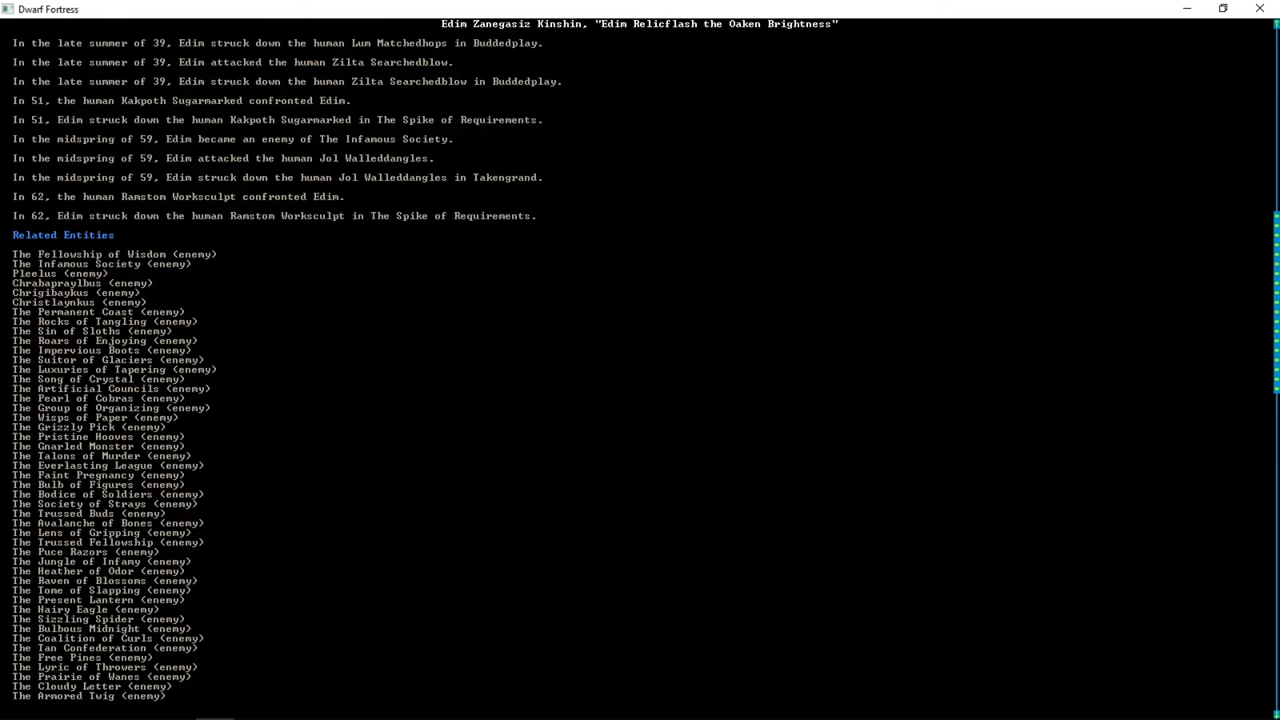 Dwarf Fortress
Edim Zanegasiz Kinshin, "Edim Relicflash the Oaken Brightness"
In the late summer of 39, Edim struck down the human Lum Matchedhops in Buddedplay.
In the late summer of 39, Edim attacked the human Zilta Searchedblow.
In the late summer of 39, Edim struck down the human Zilta Searchedblow in Buddedplay.
In 51, the human Kakpoth Sugarmarked confronted Edim.
In 51, Edim struck down the human Kakpoth Sugarmarked in The Spike of Requirements.
In the midspring of 59, Edim became an enemy of The Infamous Society.
In the midspring of 59, Edim attacked the human Jol Walleddangles.
In the midspring of 59, Edim struck down the human Jol Walleddangles in Takengrand.
In 62, the human Ramstom Worksculpt confronted Edim.
In 62, Edim struck down the human Ramstom Worksculpt in The Spike of Requirements.
Related Entities
The Fellowship of Wisdom (enemy)
The Infamous Society (enemy)
Pleelus (enemy)
Chrabapraylbus (enemy)
Chrigibaykus (enemy)
Christlaynkus (enemy)
The Permanent Coast (enemy)
The Rocks of Tangling (enemy)
The Sin of Sloths (enemy)
The Roars of Enjoying (enemy)
The Impervious Boots (enemy)
The Suitor of Glaciers (enemy)
The Luxuries of Tapering (enemy)
The Song of Crystal (enemy)
The Artificial Councils (enemy)
The Pearl of Cobras (enemy)
The Group of Organizing (enemy)
The Wisps of Paper (enemy)
The Grizzly Pick (enemy)
The Pristine Hooves (enemy)
The Gnarled Monster (enemy)
The Talons of Murder (enemy)
The Everlasting League (enemy)
The Faint Pregnancy (enemy)
The Bulb of Figures (enemy)
The Bodice of Soldiers (enemy)
The Society of Strays (enemy)
The Trussed Buds (enemy)
The Avalanche of Bones (enemy)
The Lens of Gripping (enemy)
The Trussed Fellowship (enemy)
The Puce Razors (enemy)
The Jungle of Infamy (enemy)
The Heather of Odor (enemy)
The Raven of Blossoms (enemy)
The Tome of Slapping (enemy)
The Present Lantern (enemy)
The Hairy Eagle (enemy)
The Sizzling Spider (enemy)
The Bulbous Midnight (enemy)
The Coalition of Curls (enemy)
The Tan Confederation (enemy)
The Free Pines (enemy)
The Lyric of Throwers (enemy)
The Prairie of Wanes (enemy)
The Cloudy Letter (enemy)
The Armored Twig (enemy)